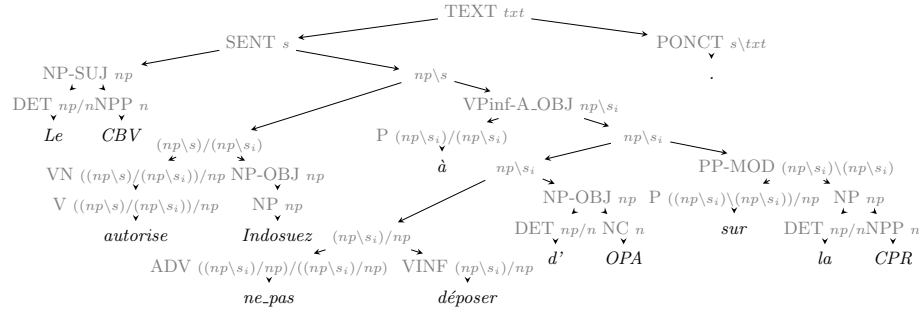 TEXT txt
SENT s PONCT s\txt
NP-SUJ np np\s .
DET np/n NPP n VPinf-A_OBJ np\s_i
Le CBV (np\s)/(np\s_i) P (np\s_i)/(np\s_i) np\s_i
VN ((np\s)/(np\s_i))/np NP-OBJ np à np\s_i PP-MOD (np\s_i)\(np\s_i)
V ((np\s)/(np\s_i))/np NP np NP-OBJ np P ((np\s_i)\(np\s_i))/np NP np
autorise Indosuez (np\s_i)/np DET np/n NC n sur DET np/n NPP n
ADV ((np\s_i)/np)/((np\s_i)/np) VINF (np\s_i)/np d' OPA la CPR
ne_pas déposer